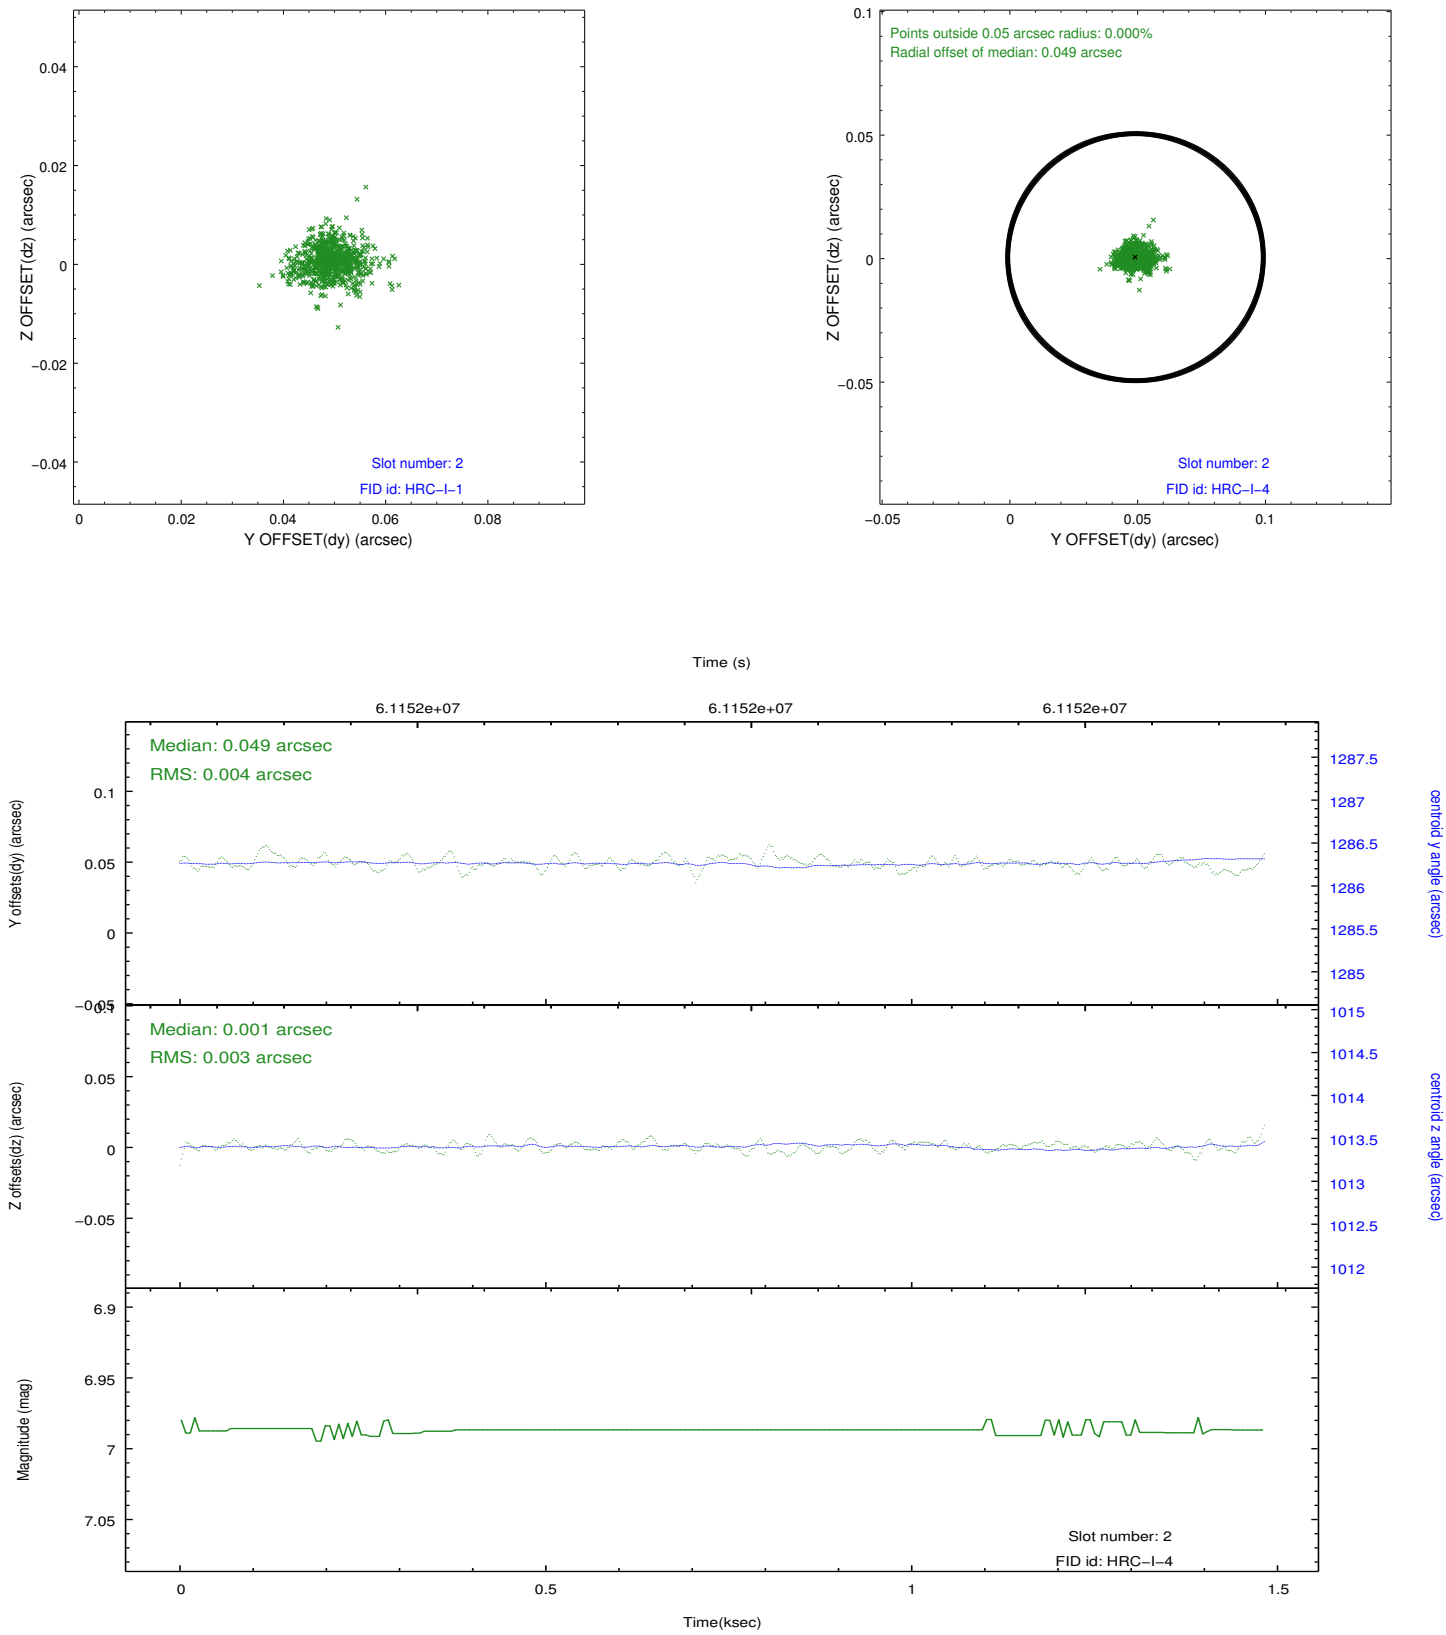 0.04
0.02
0
−0.02
−0.04
Z OFFSET(dz) (arcsec)
Slot number: 2
FID id: HRC−I−1
0
0.02
0.04
0.06
0.08
Y OFFSET(dy) (arcsec)
0.1
0.05
0
−0.05
Z OFFSET(dz) (arcsec)
Points outside 0.05 arcsec radius: 0.000%
Radial offset of median: 0.049 arcsec
Slot number: 2
FID id: HRC−I−4
−0.05
0
0.05
0.1
Y OFFSET(dy) (arcsec)
Time (s)
6.1152e+07
6.1152e+07
6.1152e+07
Median: 0.049 arcsec
RMS: 0.004 arcsec
0.1
0.05
0
−0.05
Y offsets(dy) (arcsec)
1287.5
1287
1286.5
1286
1285.5
1285
centroid y angle (arcsec)
Median: 0.001 arcsec
RMS: 0.003 arcsec
0.1
0.05
0
−0.05
Z offsets(dz) (arcsec)
1015
1014.5
1014
1013.5
1013
1012.5
1012
centroid z angle (arcsec)
6.9
6.95
7
7.05
Magnitude (mag)
Slot number: 2
FID id: HRC−I−4
0
0.5
1
1.5
Time(ksec)